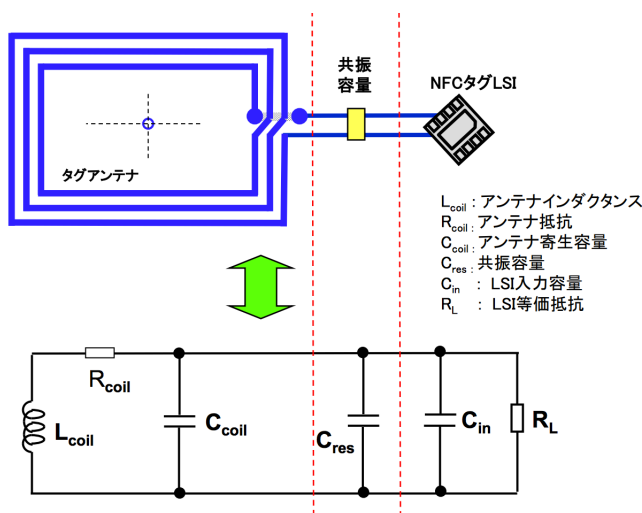 共振
容量
NFCタグLSI
タグアンテナ
Lcoil : アンテナインダクタンス
Rcoil : アンテナ抵抗
Ccoil : アンテナ寄生容量
Cres : 共振容量
Cin : LSI入力容量
RL : LSI等価抵抗
Rcoil
Lcoil
Ccoil
Cres
Cin
RL